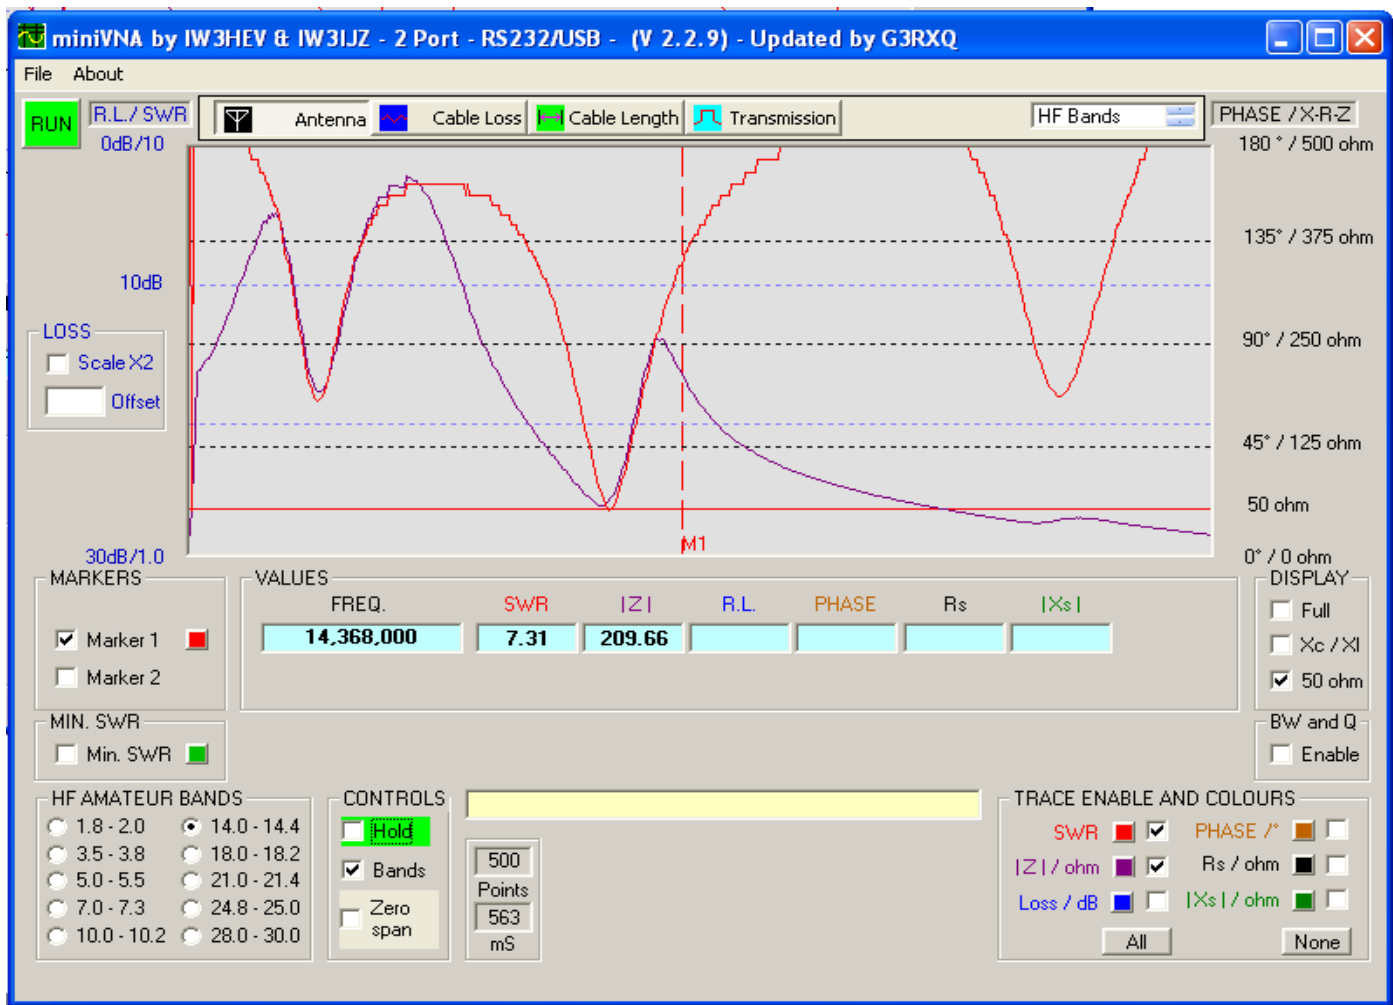 miniVNA by IW3HEV & IW3IJZ - 2 Port - RS232/USB - (V 2.2.9) - Updated by G3RXQ
File About
RUN R.L./ SWR Antenna Cable Loss Cable Length Transmission HF Bands PHASE / X-R-Z
0dB/10 180 ° / 500 ohm
135° / 375 ohm
10dB
LOSS
Scale X2
Offset
90° / 250 ohm
45° / 125 ohm
50 ohm
M1
30dB/1.0 0° / 0 ohm
MARKERS VALUES DISPLAY
FREQ. SWR |Z| R.L. PHASE Rs |Xs|
14,368,000 7.31 209.66
Marker 1
Marker 2
Full
Xc / Xl
50 ohm
MIN. SWR
Min. SWR
BW and Q
Enable
HF AMATEUR BANDS
1.8 - 2.0 14.0 - 14.4
3.5 - 3.8 18.0 - 18.2
5.0 - 5.5 21.0 - 21.4
7.0 - 7.3 24.8 - 25.0
10.0 - 10.2 28.0 - 30.0
CONTROLS
Hold
Bands
Zero
span
500
Points
563
mS
TRACE ENABLE AND COLOURS
SWR PHASE /°
|Z| / ohm Rs / ohm
Loss / dB |Xs| / ohm
All None